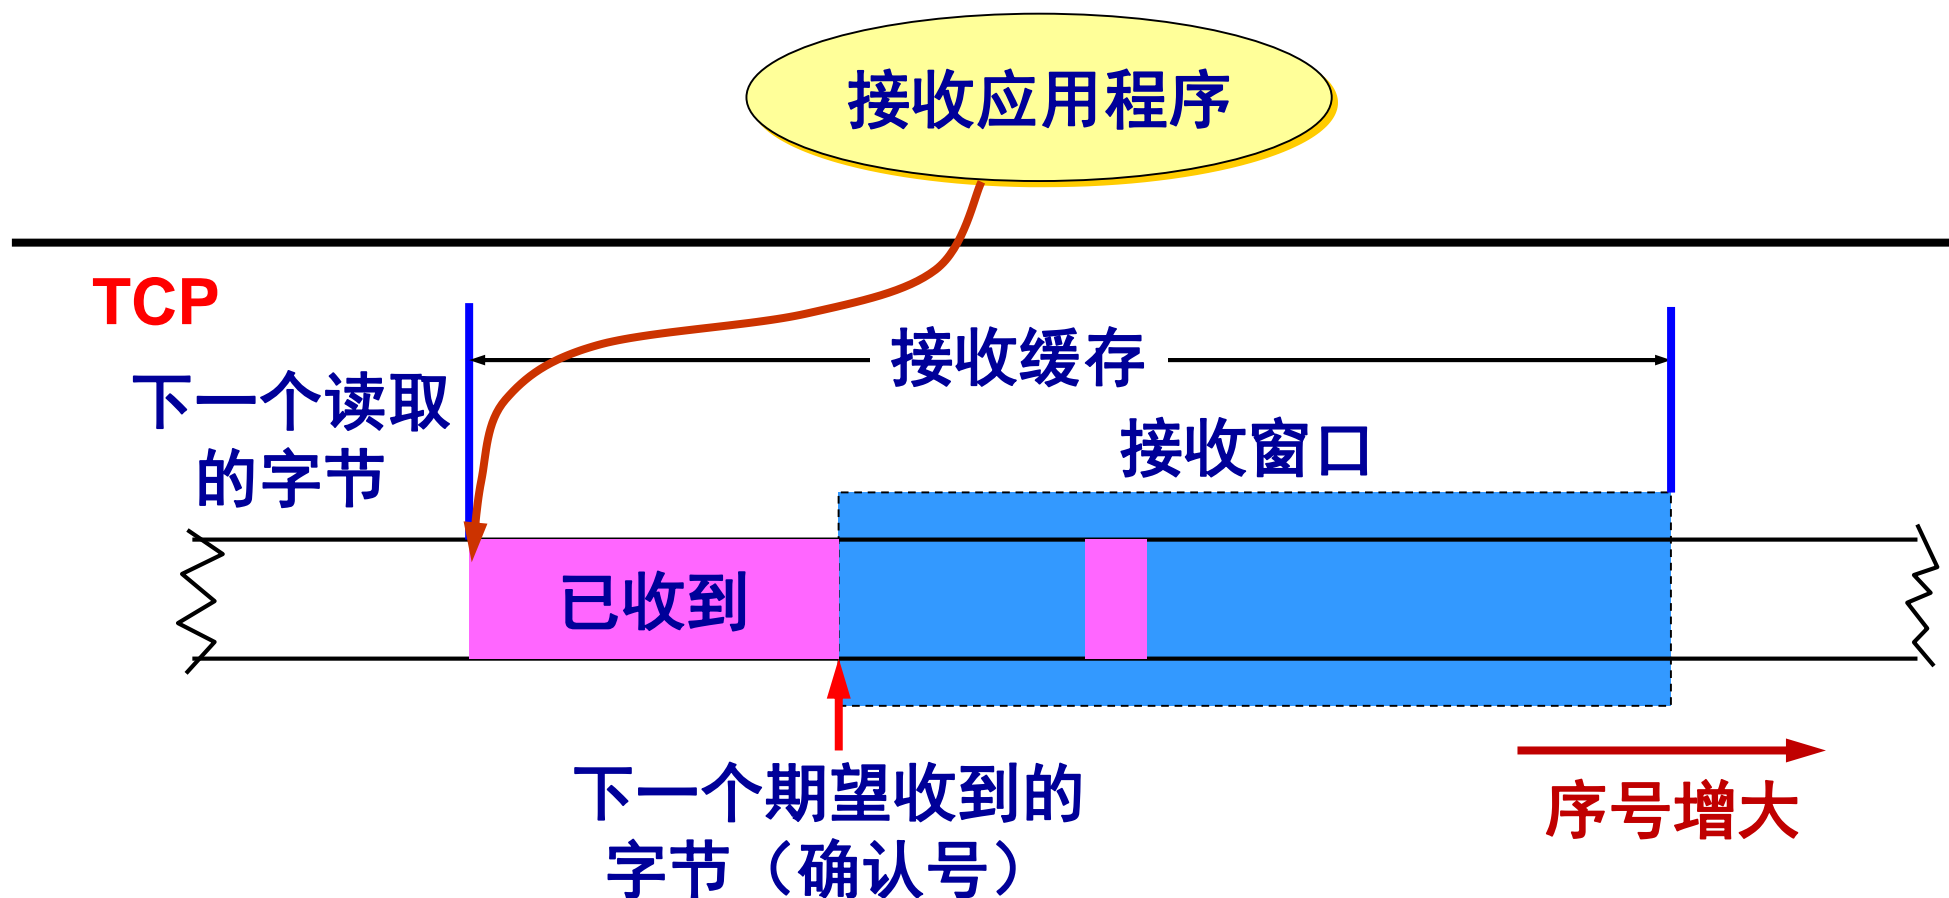 接收应用程序
TCP
接收缓存
下一个读取
的字节
接收窗口
已收到
下一个期望收到的
字节（确认号）
序号增大